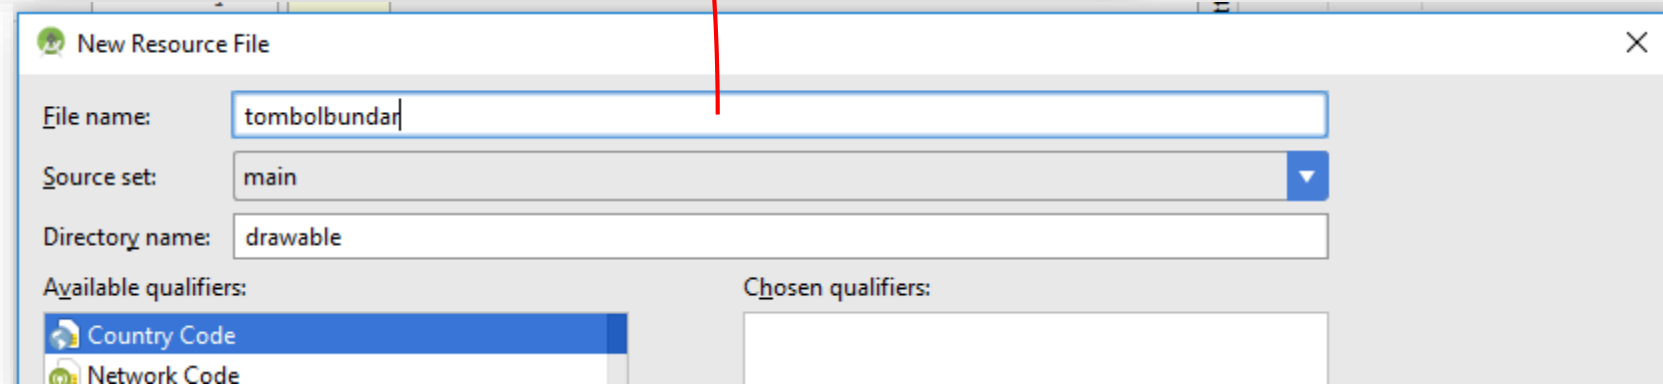 New Resource File
File name: tombolbundar
Source set: main
Directory name: drawable
Available qualifiers: Chosen qualifiers:
Country Code
Network Code